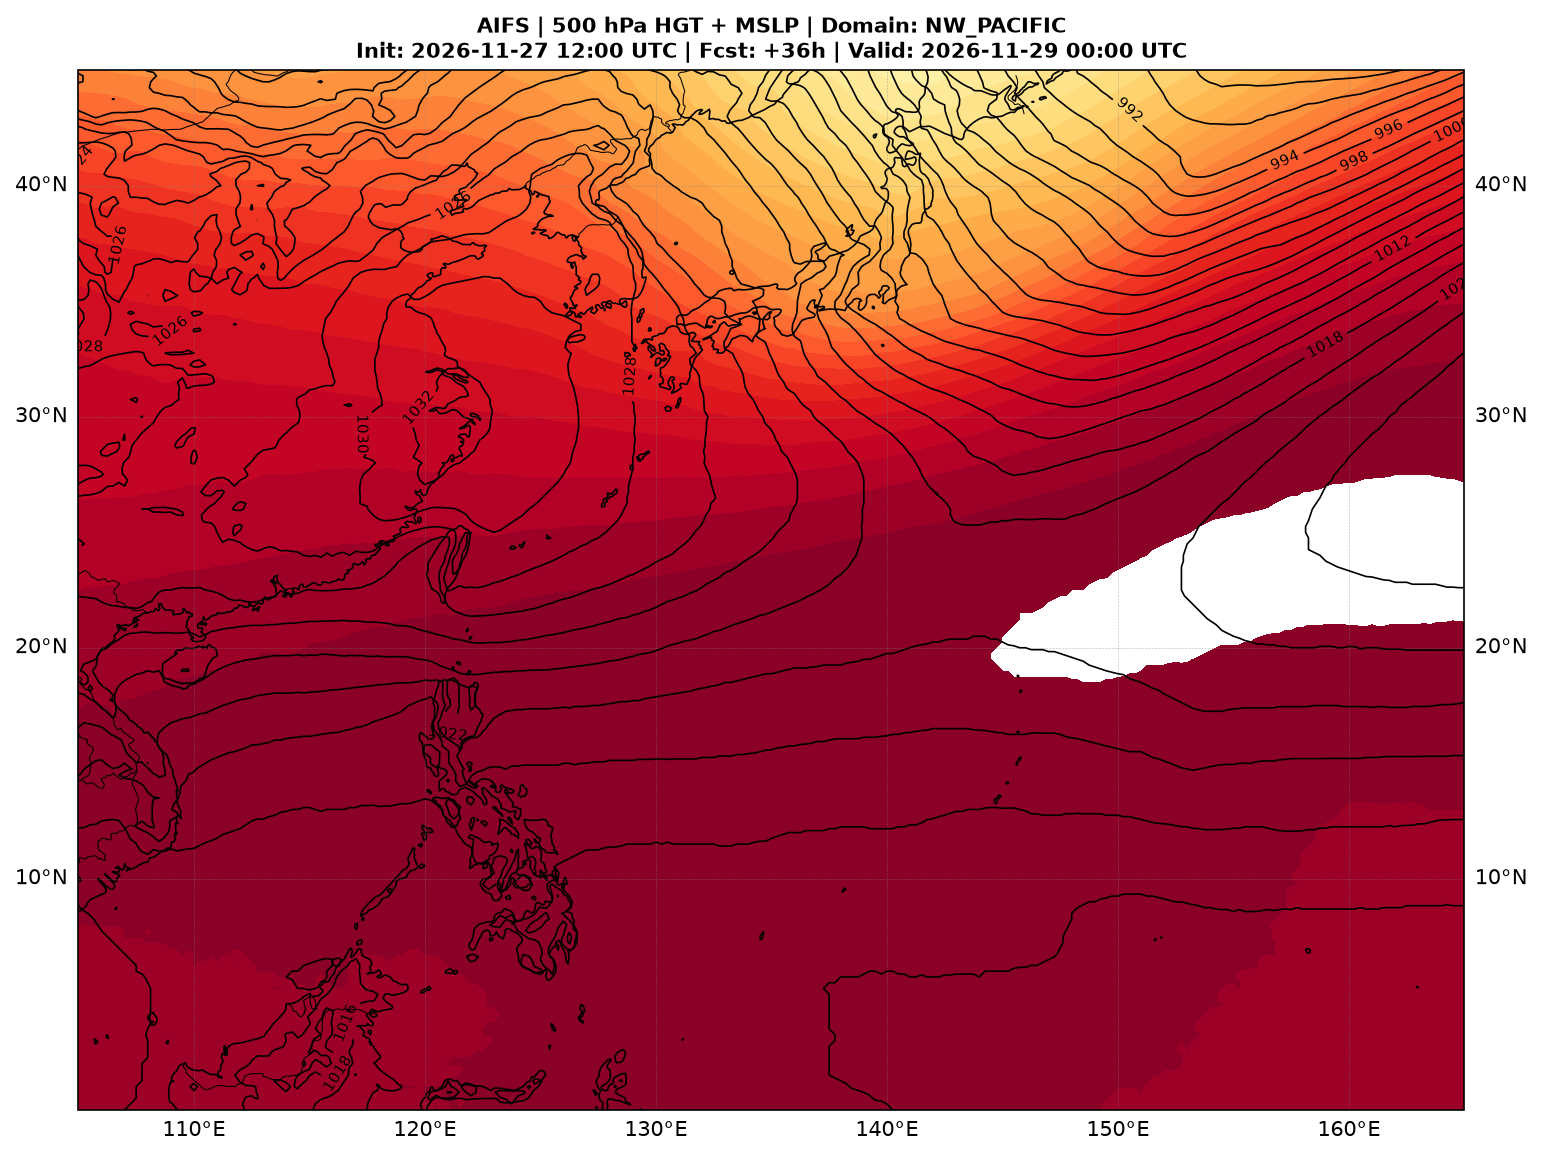 AIFS | 500 hPa HGT + MSLP | Domain: NW_PACIFIC
Init: 2026-11-27 12:00 UTC | Fcst: +36h | Valid: 2026-11-29 00:00 UTC
992
996
994
998
1026
1026
1012
1026
1028
1018
1032
1030
1022
1016
1018
40°N
40°N
30°N
30°N
20°N
20°N
10°N
10°N
110°E
120°E
130°E
140°E
150°E
160°E